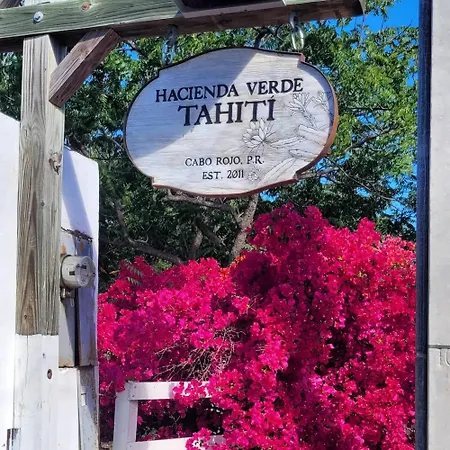 HACIENDA VERDE
TAHITÍ
CABO ROJO, P.R.
EST. 2011